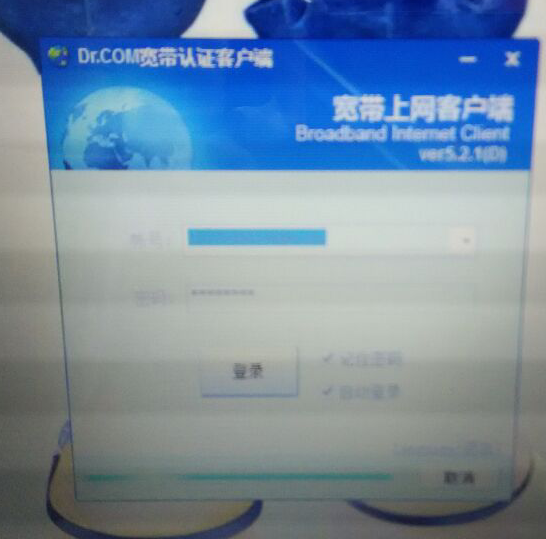 Dr.COM宽带认证客户端
宽带上网客户端
Broadband Internet Client
ver5.2.1(D)
帐号:
密码: ********
登录
记住密码
自动登录
取消